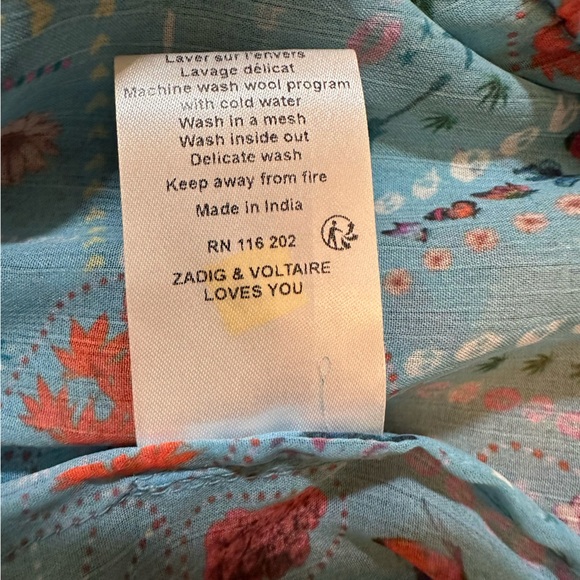 Laver sur l'envers
Lavage délicat
Machine wash wool program
with cold water
Wash in a mesh
Wash inside out
Delicate wash
Keep away from fire
Made in India
RN 116 202
ZADIG & VOLTAIRE
LOVES YOU